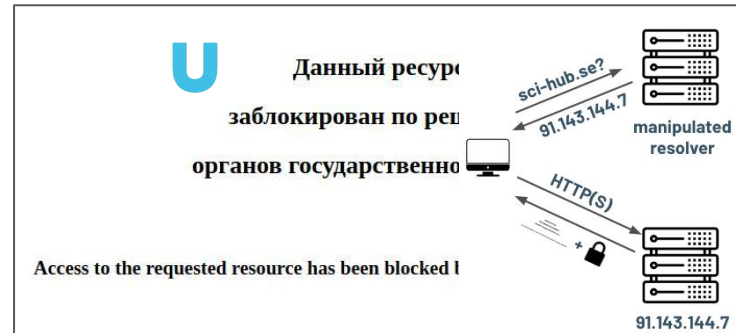 U
Данный ресурс
заблокирован по реш
органов государственно
Access to the requested resource has been blocked b
sci-hub.se?
91.143.144.7
manipulated
resolver
HTTP(S)
+
91.143.144.7